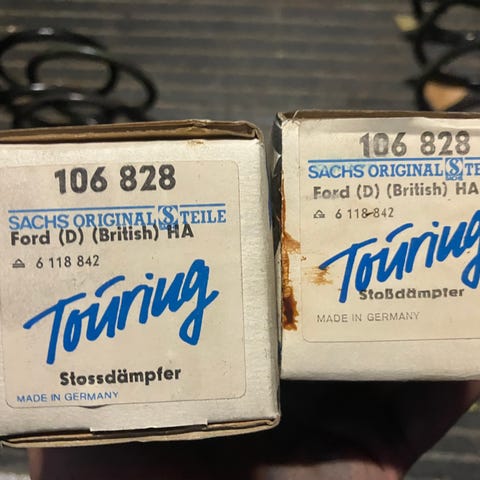 106 828
SACHS ORIGINAL S TEILE
Ford (D) (British) HA
≙ 6 118 842
Touring
Stossdämpfer
MADE IN GERMANY
106 828
SACHS ORIGINAL S SACHS
Ford (D) (British) HA
≙ 6 118 842
Touring
Stoßdämpfer
MADE IN GERMANY